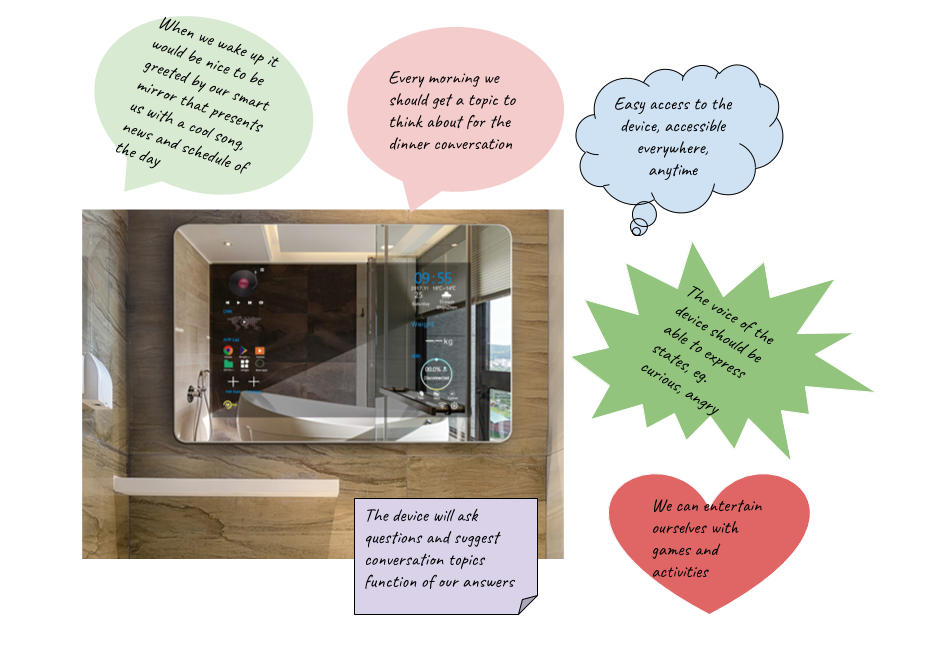 When we wake up it
would be nice to be
greeted by our smart
mirror that presents
us with a cool song,
news and schedule of
the day
Every morning we
should get a topic to
think about for the
dinner conversation
Easy access to the
device, accessible
everywhere,
anytime
09:55
25
Weight
kg
The voice of the
device should be
able to express
states, eg.
curious, angry
The device will ask
questions and suggest
conversation topics
function of our answers
We can entertain
ourselves with
games and
activities